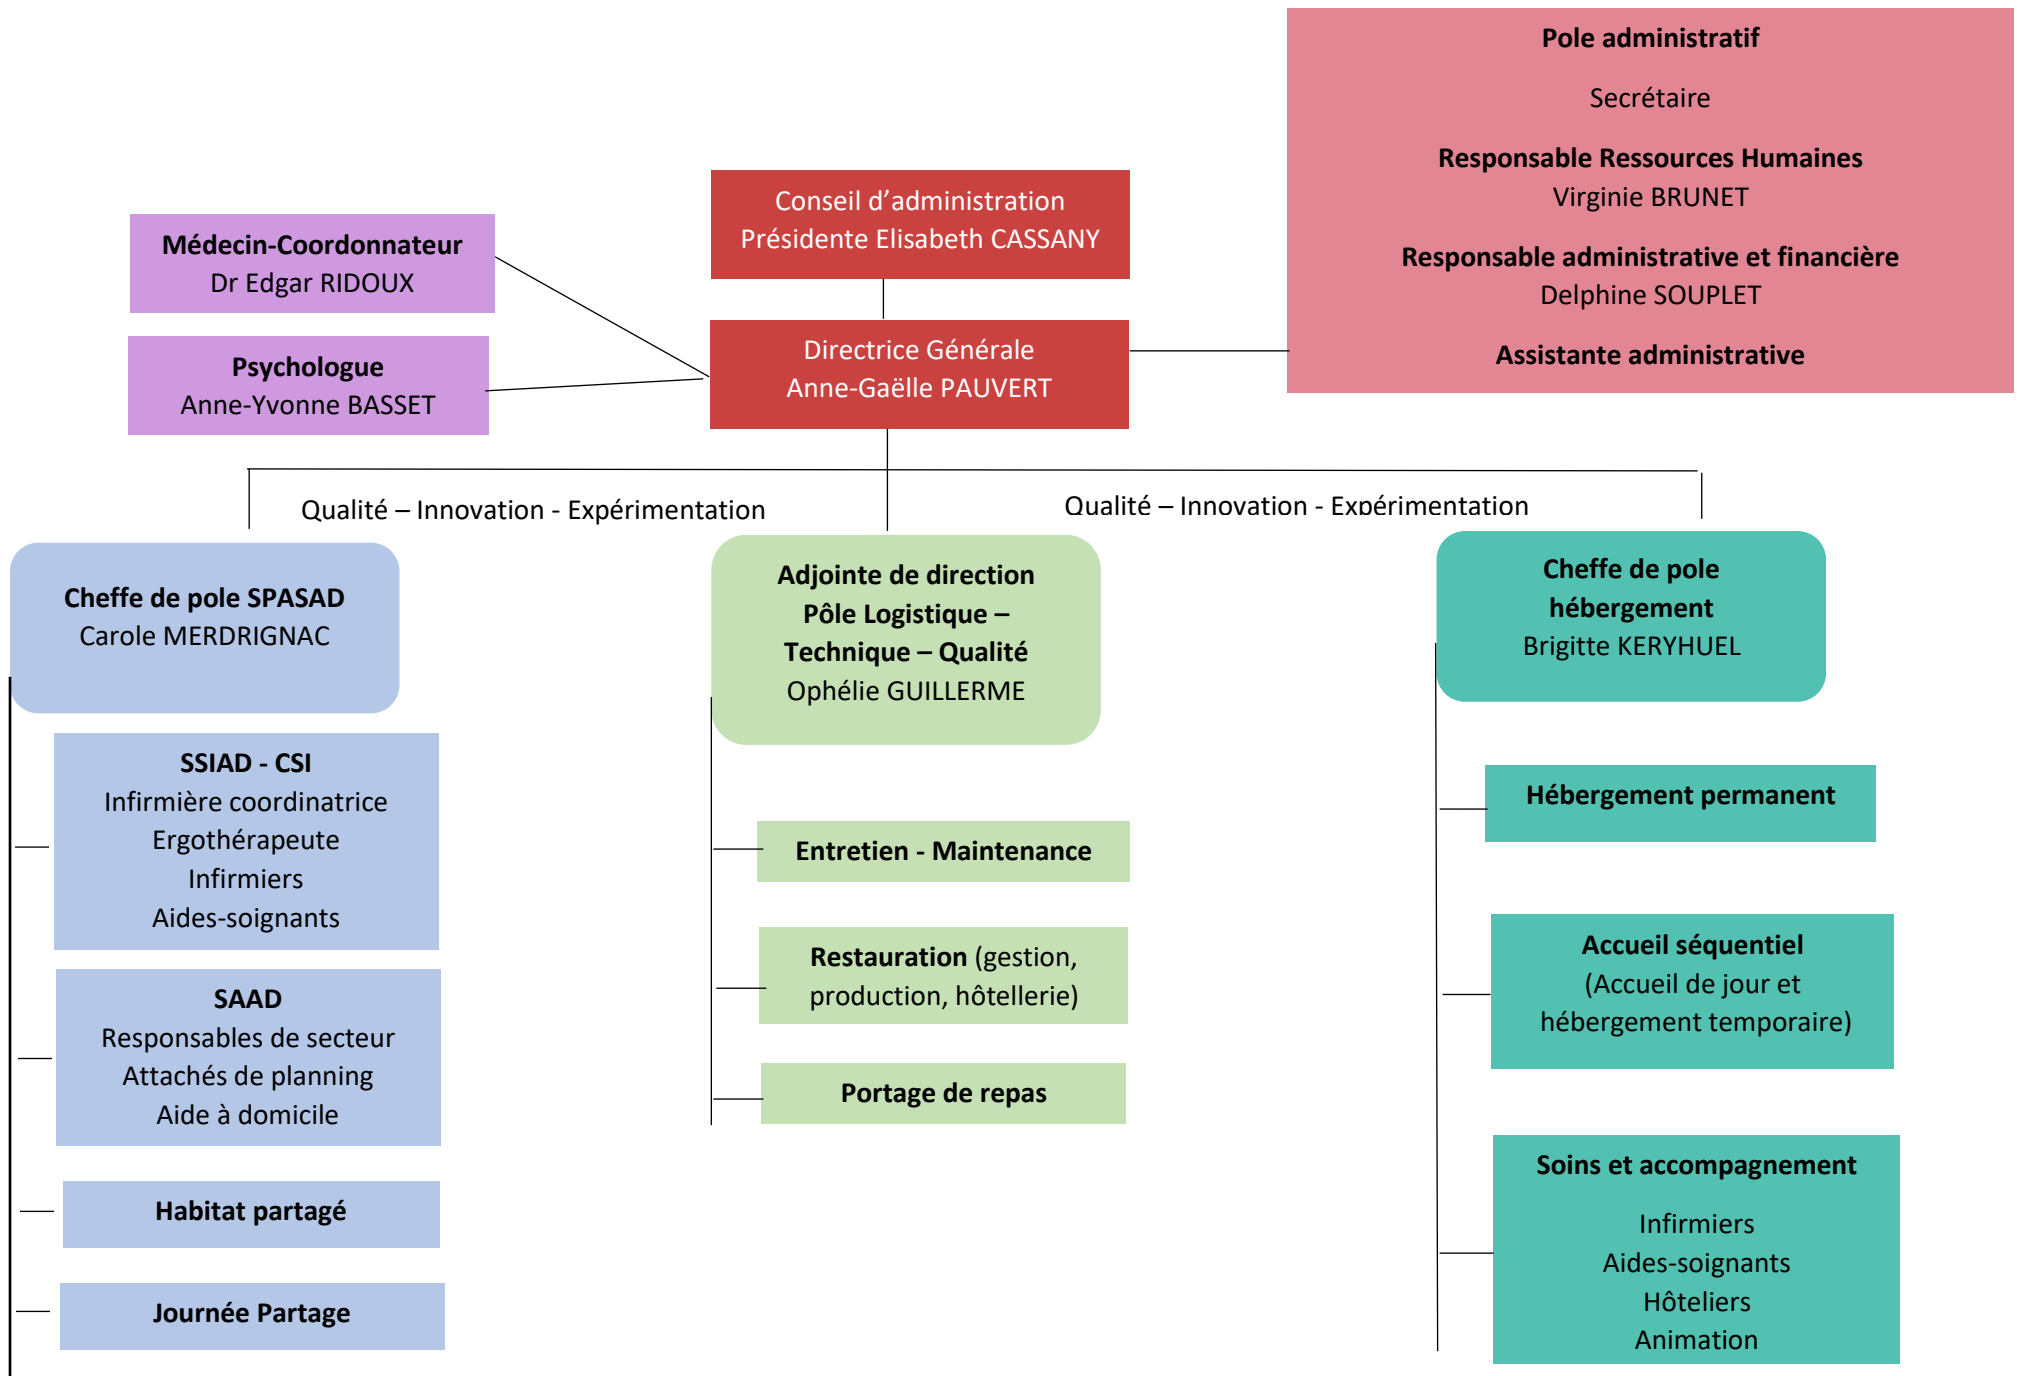 Pole administratif
Secrétaire
Responsable Ressources Humaines
Virginie BRUNET
Responsable administrative et financière
Delphine SOUPLET
Assistante administrative
Conseil d’administration
Présidente Elisabeth CASSANY
Médecin-Coordonnateur
Dr Edgar RIDOUX
Directrice Générale
Anne-Gaëlle PAUVERT
Psychologue
Anne-Yvonne BASSET
Qualité – Innovation - Expérimentation
Qualité – Innovation - Expérimentation
Cheffe de pole SPASAD
Carole MERDRIGNAC
SSIAD - CSI
Infirmière coordinatrice
Ergothérapeute
Infirmiers
Aides-soignants
SAAD
Responsables de secteur
Attachés de planning
Aide à domicile
Habitat partagé
Journée Partage
Adjointe de direction
Pôle Logistique –
Technique – Qualité
Ophélie GUILLERME
Entretien - Maintenance
Restauration (gestion,
production, hôtellerie)
Portage de repas
Cheffe de pole
hébergement
Brigitte KERYHUEL
Hébergement permanent
Accueil séquentiel
(Accueil de jour et
hébergement temporaire)
Soins et accompagnement
Infirmiers
Aides-soignants
Hôteliers
Animation